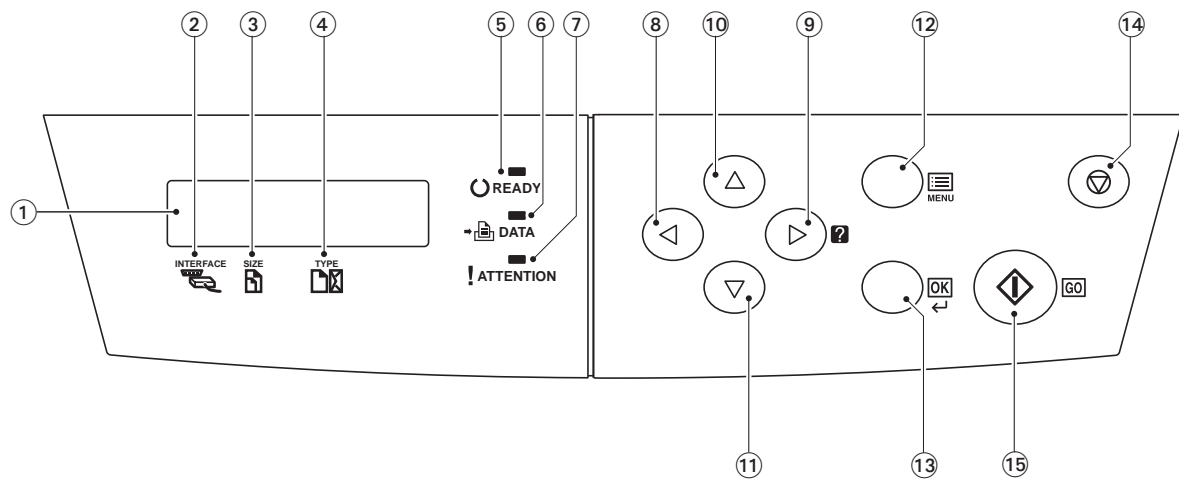 2 3 4 5 6 7 8 10 9 12 14
1
READY
DATA
ATTENTION
INTERFACE SIZE TYPE
MENU
?
OK
GO
11 13 15